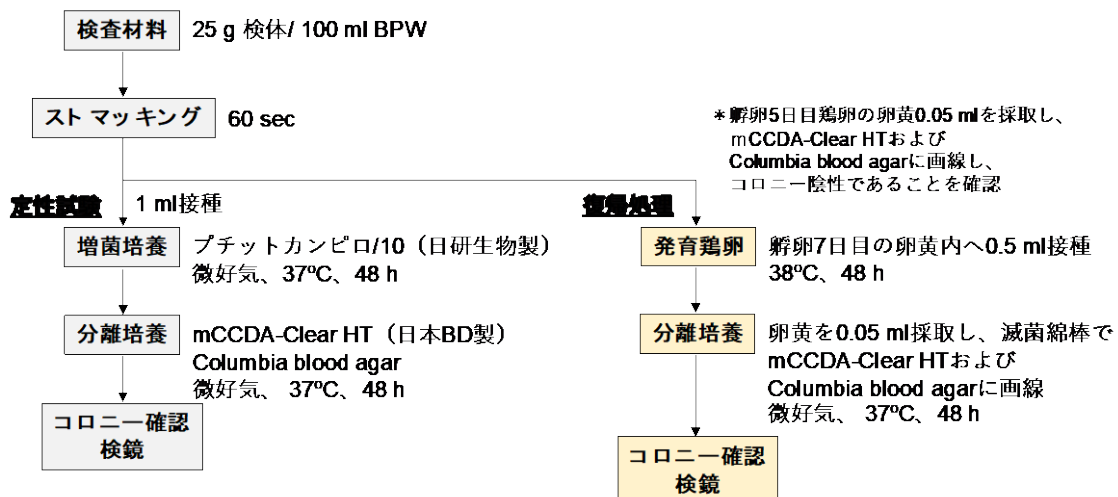 検査材料
25 g 検体/ 100 ml BPW
ストマッキング
60 sec
*孵卵5日目鶏卵の卵黄0.05 mlを採取し、
mCCDA-Clear HTおよび
Columbia blood agarに画線し、
コロニー陰性であることを確認
定性試験
1 ml接種
増菌培養
プチットカンピロ/10（日研生物製）
微好気、37ºC、48 h
分離培養
mCCDA-Clear HT（日本BD製）
Columbia blood agar
微好気、37ºC、48 h
コロニー確認
検鏡
復帰処理
発育鶏卵
孵卵7日目の卵黄内へ0.5 ml接種
38ºC、48 h
分離培養
卵黄を0.05 ml採取し、滅菌綿棒で
mCCDA-Clear HTおよび
Columbia blood agarに画線
微好気、 37ºC、48 h
コロニー確認
検鏡